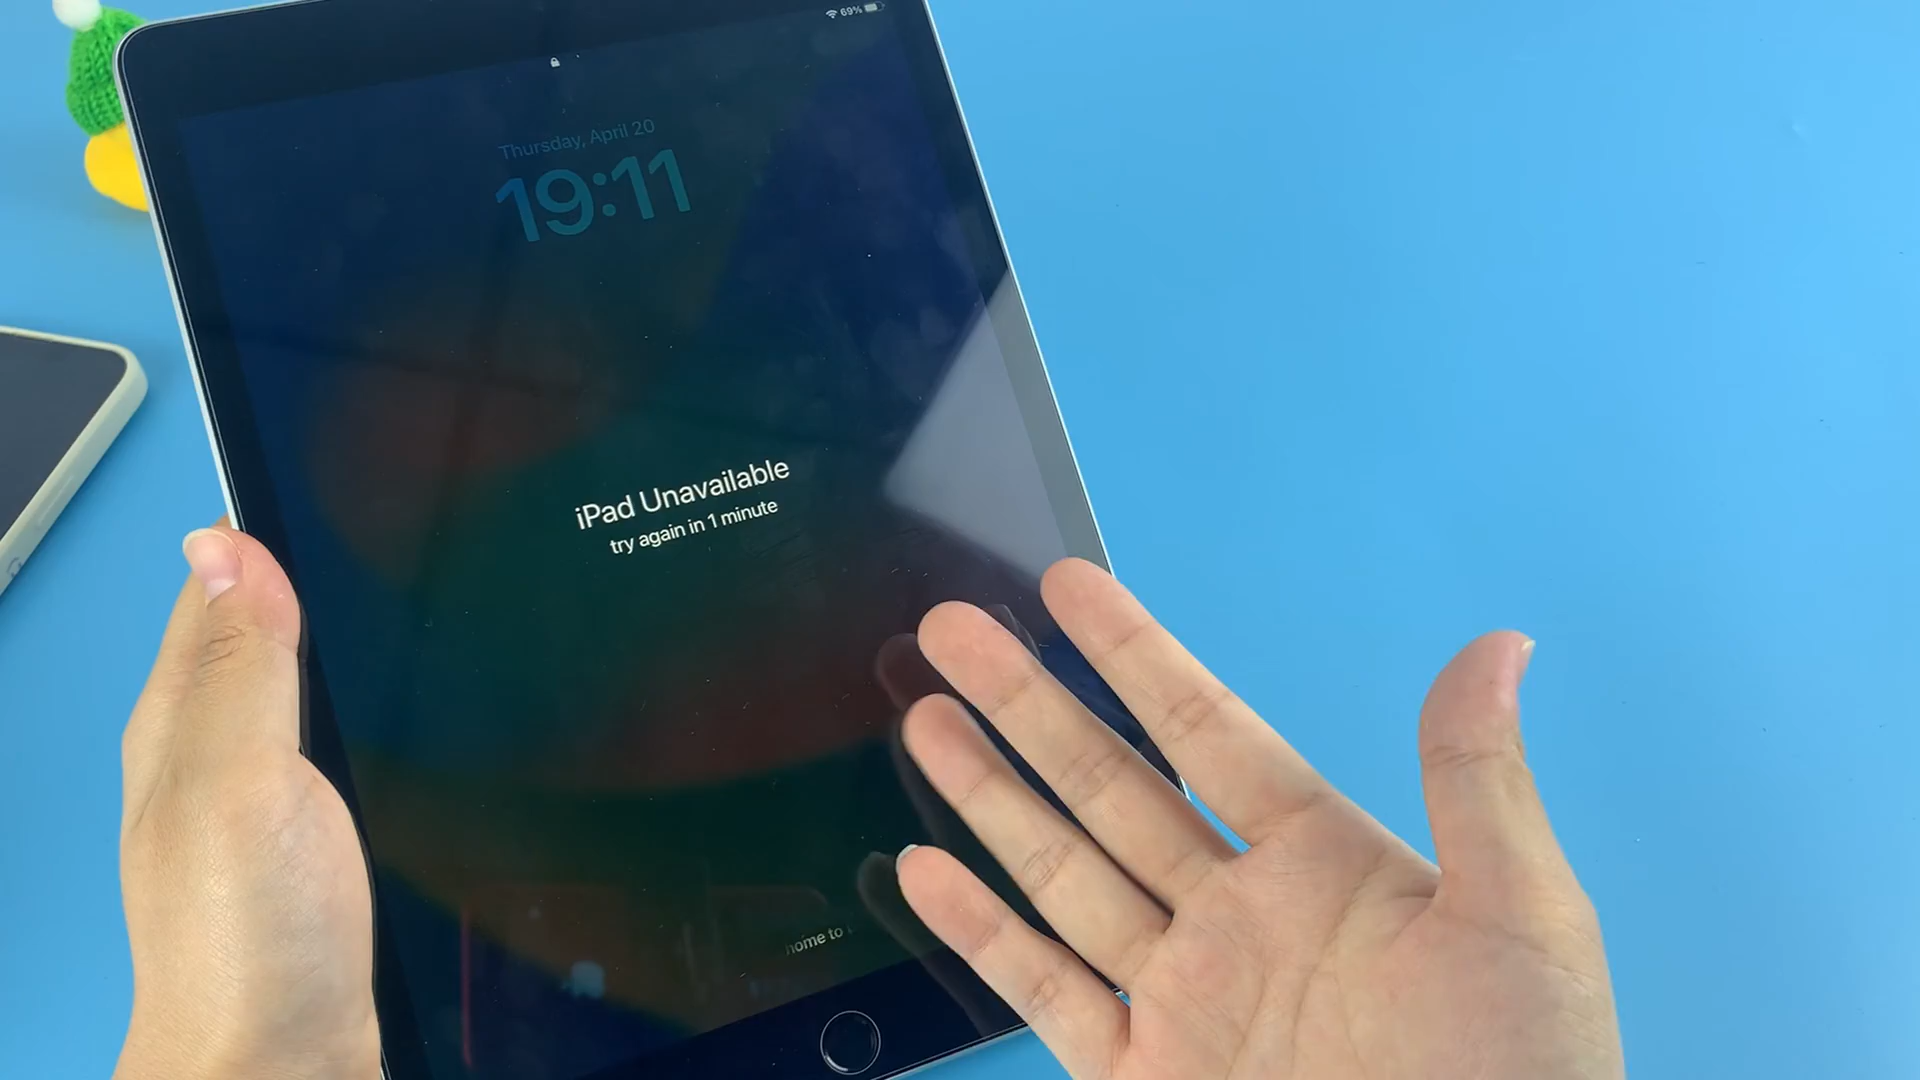 69%
Thursday, April 20
19:11
iPad Unavailable
try again in 1 minute
home to